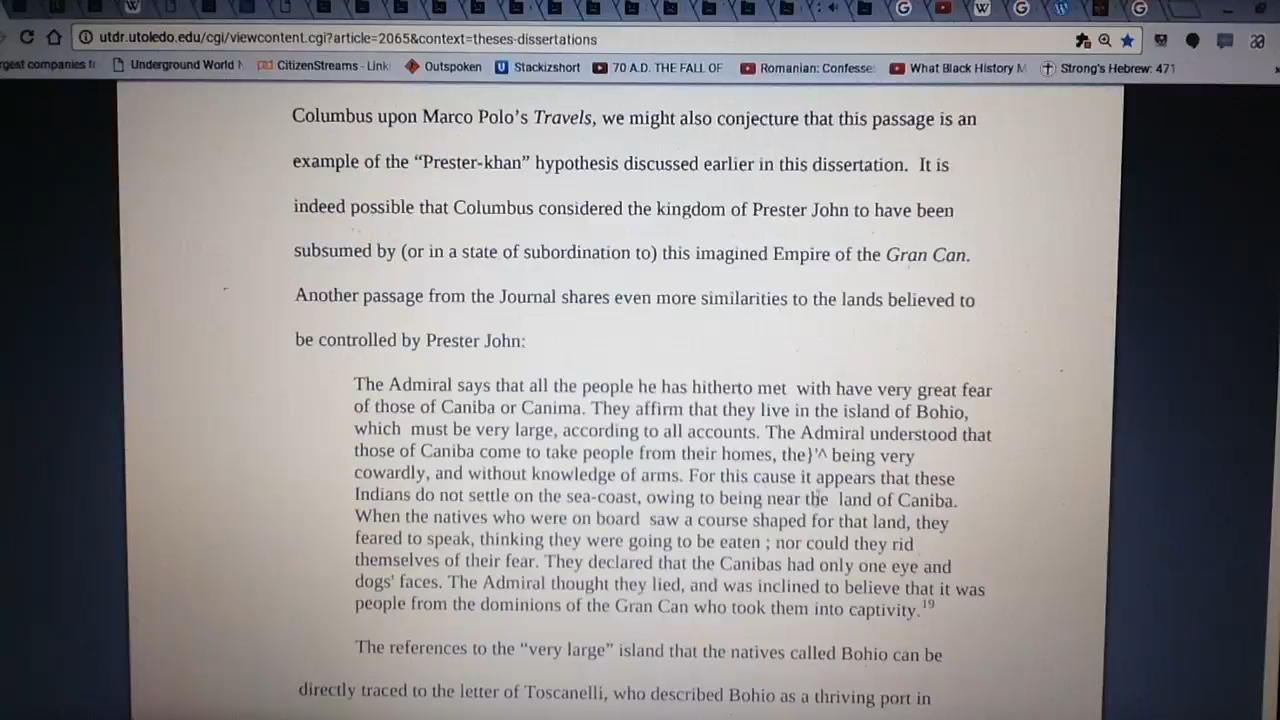 utdr.utoledo.edu/cgi/viewcontent.cgi?article=2065&context=theses-dissertations
rgest companies Underground World CitizenStreams - Link Outspoken Stackizshort 70 A.D. THE FALL OF Romanian: Confesse What Black History M Strong's Hebrew: 471
Columbus upon Marco Polo's Travels, we might also conjecture that this passage is an
example of the “Prester-khan” hypothesis discussed earlier in this dissertation. It is
indeed possible that Columbus considered the kingdom of Prester John to have been
subsumed by (or in a state of subordination to) this imagined Empire of the Gran Can.
Another passage from the Journal shares even more similarities to the lands believed to
be controlled by Prester John:
The Admiral says that all the people he has hitherto met with have very great fear
of those of Caniba or Canima. They affirm that they live in the island of Bohio,
which must be very large, according to all accounts. The Admiral understood that
those of Caniba come to take people from their homes, the}'^ being very
cowardly, and without knowledge of arms. For this cause it appears that these
Indians do not settle on the sea-coast, owing to being near the land of Caniba.
When the natives who were on board saw a course shaped for that land, they
feared to speak, thinking they were going to be eaten ; nor could they rid
themselves of their fear. They declared that the Canibas had only one eye and
dogs' faces. The Admiral thought they lied, and was inclined to believe that it was
people from the dominions of the Gran Can who took them into captivity.19
The references to the “very large” island that the natives called Bohio can be
directly traced to the letter of Toscanelli, who described Bohio as a thriving port in